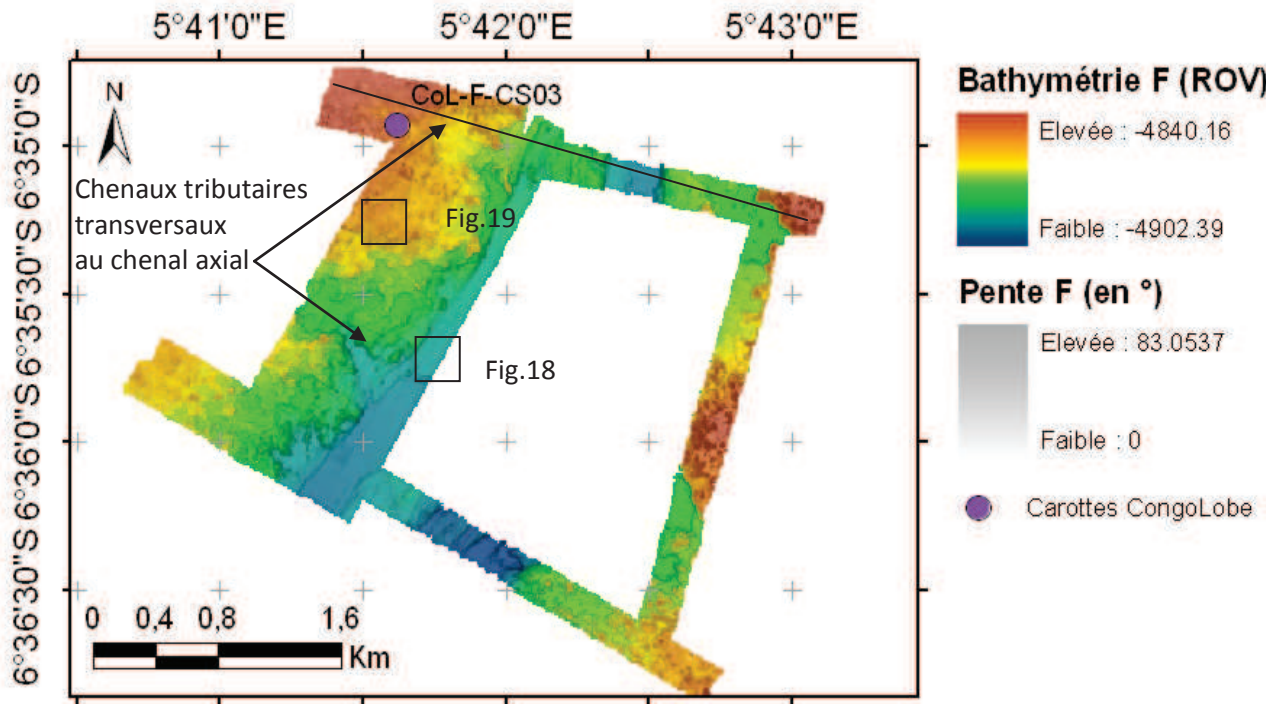 5°41'0"E 5°42'0"E 5°43'0"E
6°35'0"S
6°35'30"S
6°36'0"S
6°36'30"S
N
CoL-F-CS03
Chenaux tributaires
transversaux
au chenal axial
Fig.19
Fig.18
0 0,4 0,8 1,6
Km
Bathymétrie F (ROV)
Elevée : -4840.16
Faible : -4902.39
Pente F (en °)
Elevée : 83.0537
Faible : 0
Carottes CongoLobe